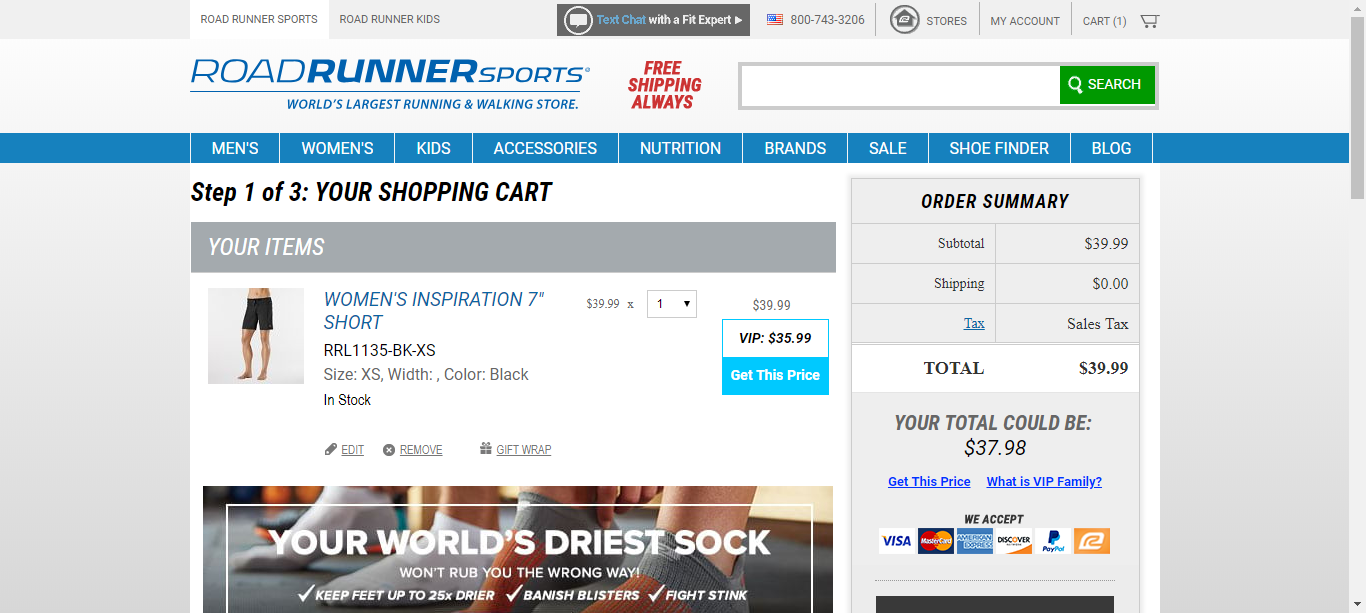 ROAD RUNNER SPORTS
ROAD RUNNER KIDS
Text Chat with a Fit Expert
800-743-3206
STORES
MY ACCOUNT
CART (1)
ROADRUNNERSPORTS®
WORLD'S LARGEST RUNNING & WALKING STORE.
FREE
SHIPPING
ALWAYS
SEARCH
MEN'S
WOMEN'S
KIDS
ACCESSORIES
NUTRITION
BRANDS
SALE
SHOE FINDER
BLOG
Step 1 of 3: YOUR SHOPPING CART
YOUR ITEMS
WOMEN'S INSPIRATION 7"
SHORT
RRL1135-BK-XS
Size: XS, Width: , Color: Black
In Stock
$39.99 x
1
$39.99
VIP: $35.99
Get This Price
EDIT
REMOVE
GIFT WRAP
YOUR WORLD'S DRIEST SOCK
WON'T RUB YOU THE WRONG WAY!
✓KEEP FEET UP TO 25x DRIER ✓BANISH BLISTERS ✓FIGHT STINK
ORDER SUMMARY
Subtotal $39.99
Shipping $0.00
Tax Sales Tax
TOTAL $39.99
YOUR TOTAL COULD BE:
$37.98
Get This Price
What is VIP Family?
WE ACCEPT
VISA
MasterCard
AMERICAN
EXPRESS
DISCOVER
PayPal